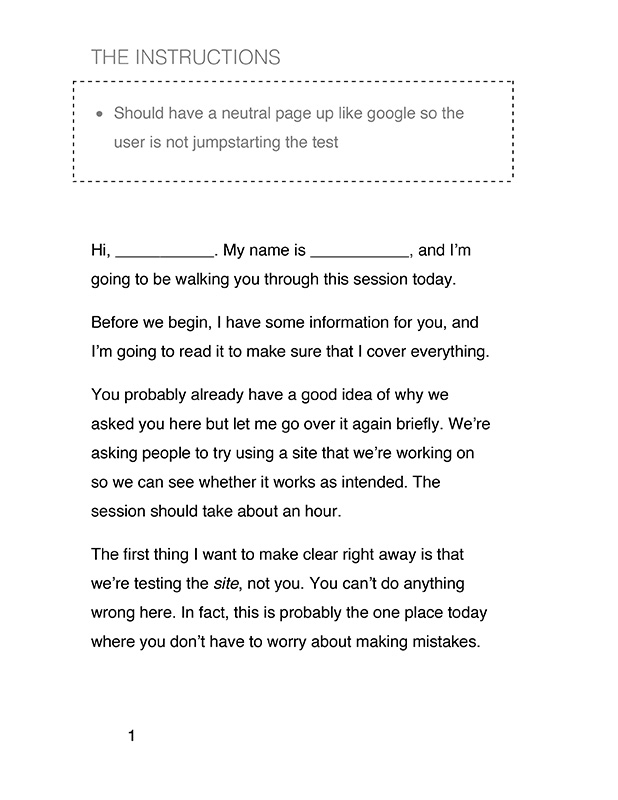 THE INSTRUCTIONS
• Should have a neutral page up like google so the
user is not jumpstarting the test
Hi, ___________. My name is ___________, and I’m
going to be walking you through this session today.
Before we begin, I have some information for you, and
I’m going to read it to make sure that I cover everything.
You probably already have a good idea of why we
asked you here but let me go over it again briefly. We’re
asking people to try using a site that we’re working on
so we can see whether it works as intended. The
session should take about an hour.
The first thing I want to make clear right away is that
we’re testing the site, not you. You can’t do anything
wrong here. In fact, this is probably the one place today
where you don’t have to worry about making mistakes.
1